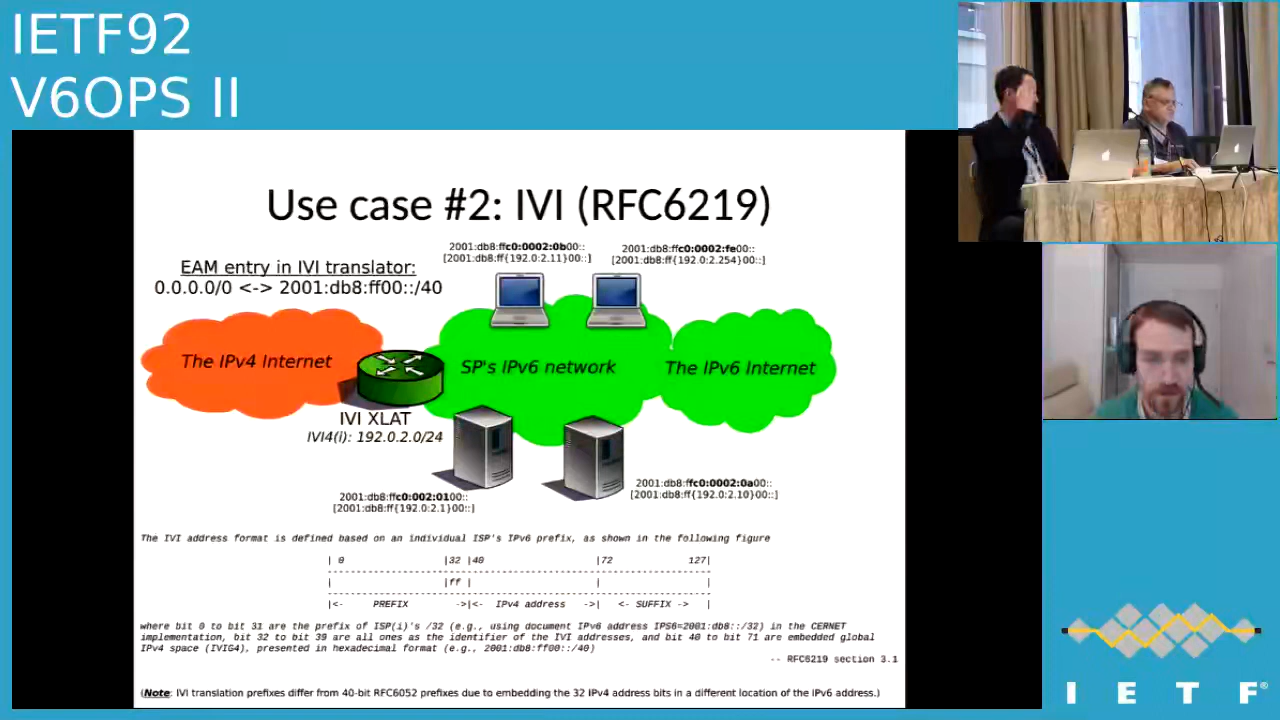 IETF92
V6OPS II
Use case #2: IVI (RFC6219)
2001:db8:ffc0:0002:0b00::
[2001:db8:ff{192.0.2.11}00::]
2001:db8:ffc0:0002:fe00::
[2001:db8:ff{192.0.2.254}00::]
EAM entry in IVI translator:
0.0.0.0/0 <-> 2001:db8:ff00::/40
The IPv4 Internet
SP's IPv6 network
The IPv6 Internet
IVI XLAT
IVI4(i): 192.0.2.0/24
2001:db8:ffc0:002:0100::
[2001:db8:ff{192.0.2.1}00::]
2001:db8:ffc0:0002:0a00::
[2001:db8:ff{192.0.2.10}00::]
The IVI address format is defined based on an individual ISP's IPv6 prefix, as shown in the following figure
| 0 |32 |40 |72 127|
| |ff | | |
|<- PREFIX ->|<- IPv4 address ->| <- SUFFIX -> |
where bit 0 to bit 31 are the prefix of ISP(i)'s /32 (e.g., using document IPv6 address IPS6=2001:db8::/32) in the CERNET
implementation, bit 32 to bit 39 are all ones as the identifier of the IVI addresses, and bit 40 to bit 71 are embedded global
IPv4 space (IVIG4), presented in hexadecimal format (e.g., 2001:db8:ff00::/40)
-- RFC6219 section 3.1
(Note: IVI translation prefixes differ from 40-bit RFC6052 prefixes due to embedding the 32 IPv4 address bits in a different location of the IPv6 address.)
I E T F®